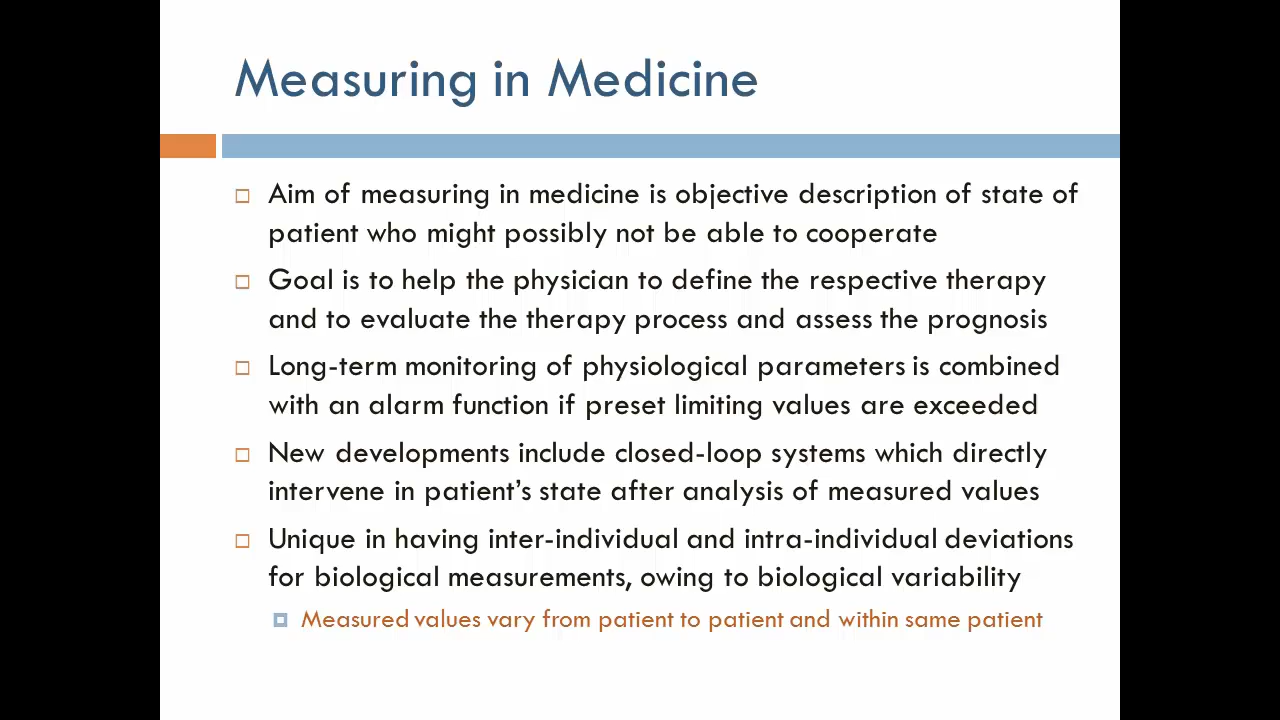 Measuring in Medicine
Aim of measuring in medicine is objective description of state of
patient who might possibly not be able to cooperate
Goal is to help the physician to define the respective therapy
and to evaluate the therapy process and assess the prognosis
Long-term monitoring of physiological parameters is combined
with an alarm function if preset limiting values are exceeded
New developments include closed-loop systems which directly
intervene in patient’s state after analysis of measured values
Unique in having inter-individual and intra-individual deviations
for biological measurements, owing to biological variability
Measured values vary from patient to patient and within same patient